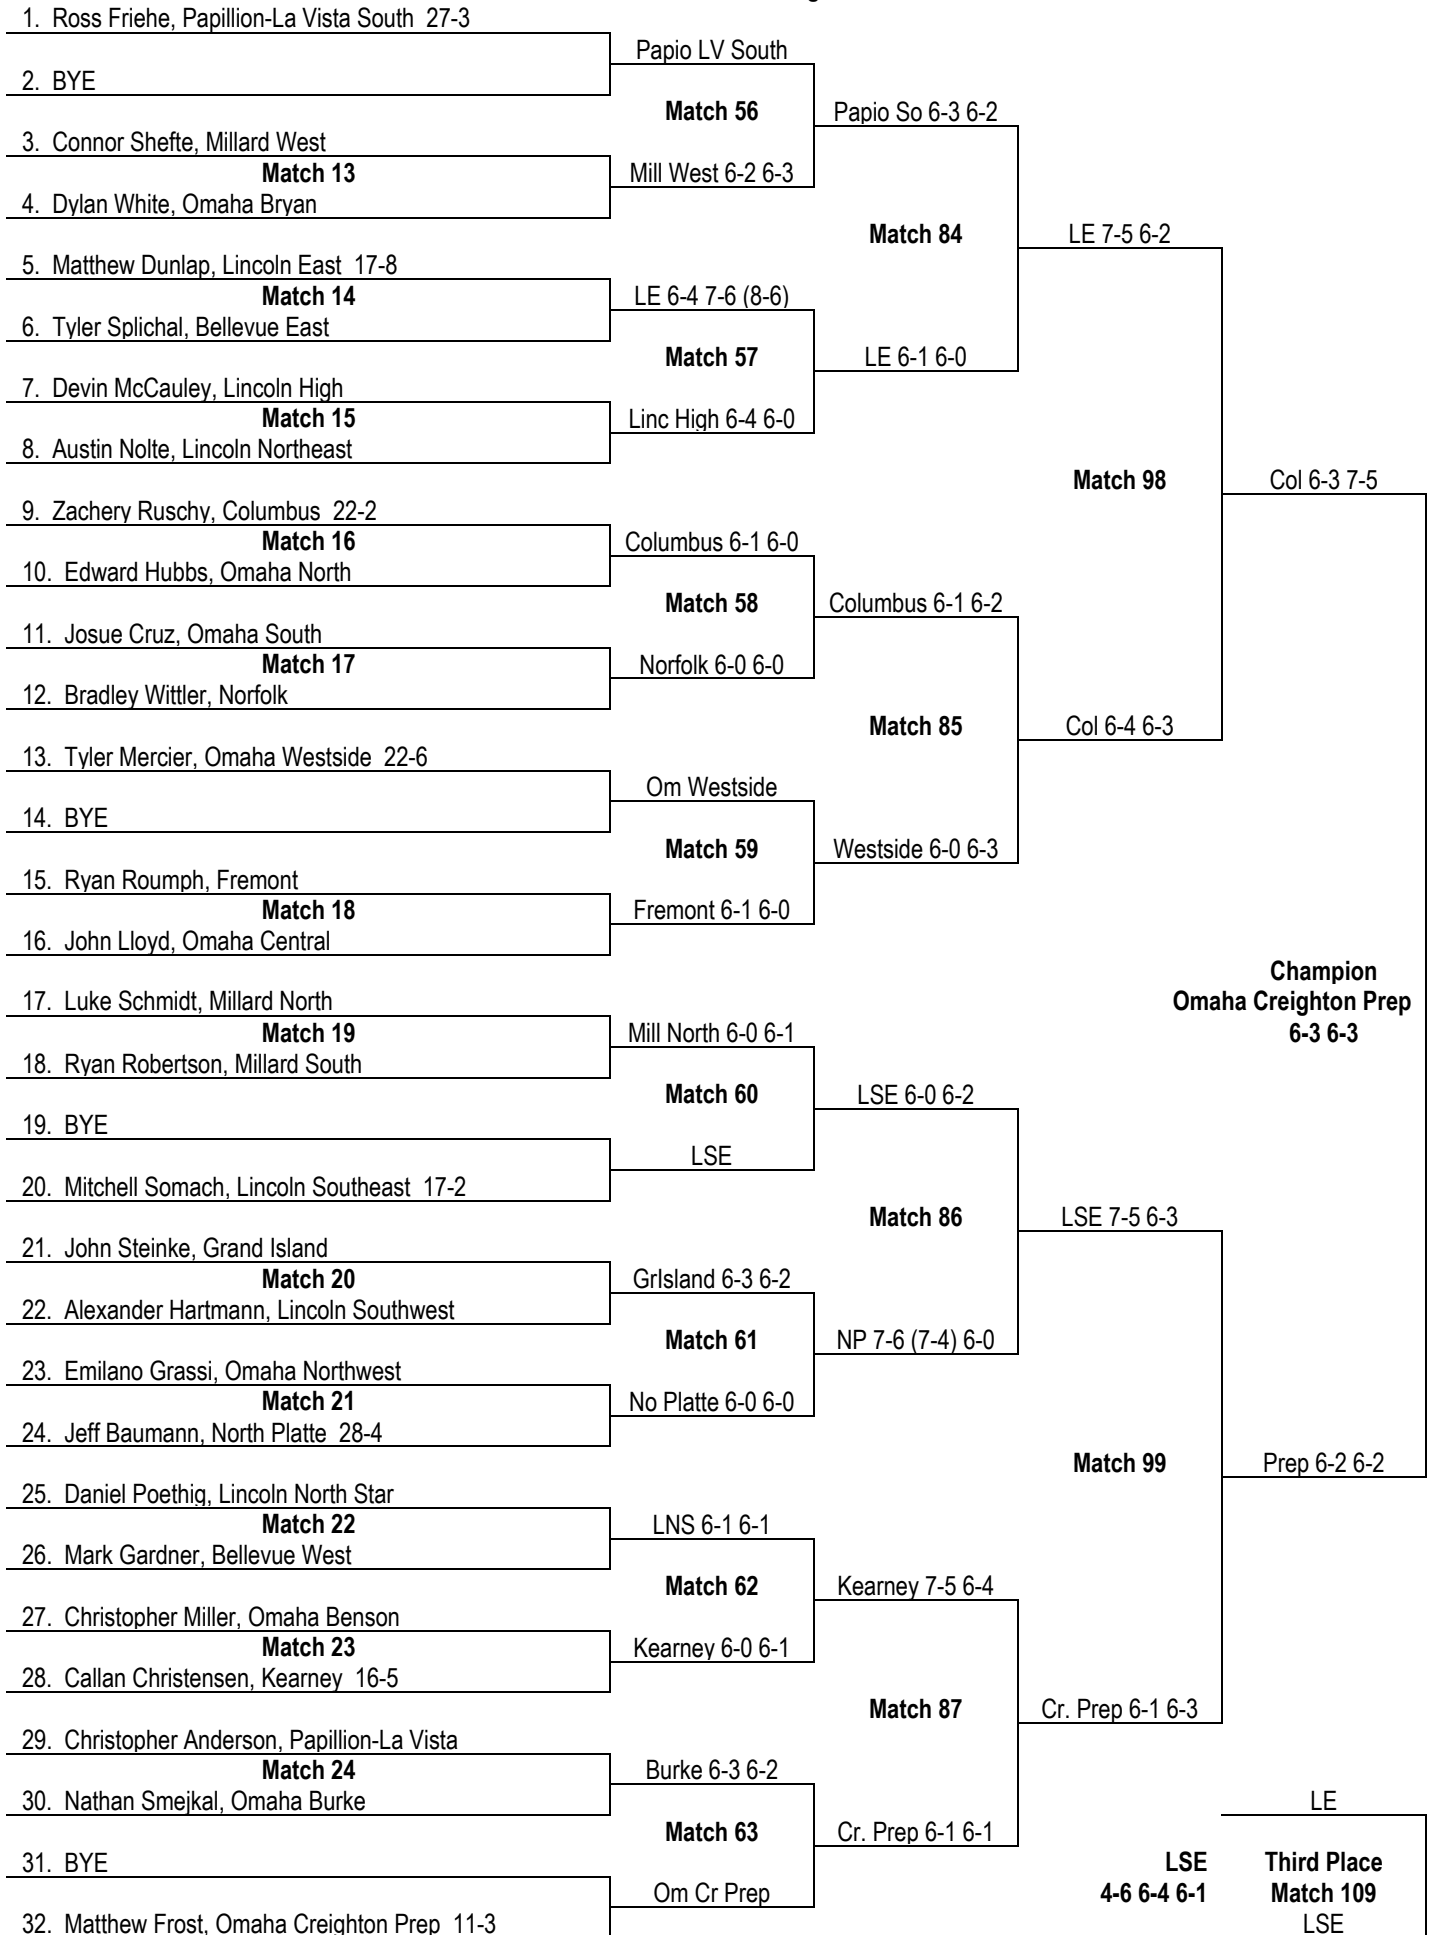 1. Ross Friehe, Papillion-La Vista South 27-3
Papio LV South
2. BYE
Match 56
Papio So 6-3 6-2
3. Connor Shefte, Millard West
Match 13
Mill West 6-2 6-3
4. Dylan White, Omaha Bryan
Match 84
LE 7-5 6-2
5. Matthew Dunlap, Lincoln East 17-8
Match 14
LE 6-4 7-6 (8-6)
6. Tyler Splichal, Bellevue East
Match 57
LE 6-1 6-0
7. Devin McCauley, Lincoln High
Match 15
Linc High 6-4 6-0
8. Austin Nolte, Lincoln Northeast
Match 98
Col 6-3 7-5
9. Zachery Ruschy, Columbus 22-2
Match 16
Columbus 6-1 6-0
10. Edward Hubbs, Omaha North
Match 58
Columbus 6-1 6-2
11. Josue Cruz, Omaha South
Match 17
Norfolk 6-0 6-0
12. Bradley Wittler, Norfolk
Match 85
Col 6-4 6-3
13. Tyler Mercier, Omaha Westside 22-6
Om Westside
14. BYE
Match 59
Westside 6-0 6-3
15. Ryan Roumph, Fremont
Match 18
Fremont 6-1 6-0
16. John Lloyd, Omaha Central
Champion
Omaha Creighton Prep
6-3 6-3
17. Luke Schmidt, Millard North
Match 19
Mill North 6-0 6-1
18. Ryan Robertson, Millard South
Match 60
LSE 6-0 6-2
19. BYE
LSE
20. Mitchell Somach, Lincoln Southeast 17-2
Match 86
LSE 7-5 6-3
21. John Steinke, Grand Island
Match 20
GrIsland 6-3 6-2
22. Alexander Hartmann, Lincoln Southwest
Match 61
NP 7-6 (7-4) 6-0
23. Emilano Grassi, Omaha Northwest
Match 21
No Platte 6-0 6-0
24. Jeff Baumann, North Platte 28-4
Match 99
Prep 6-2 6-2
25. Daniel Poethig, Lincoln North Star
Match 22
LNS 6-1 6-1
26. Mark Gardner, Bellevue West
Match 62
Kearney 7-5 6-4
27. Christopher Miller, Omaha Benson
Match 23
Kearney 6-0 6-1
28. Callan Christensen, Kearney 16-5
Match 87
Cr. Prep 6-1 6-3
29. Christopher Anderson, Papillion-La Vista
Match 24
Burke 6-3 6-2
30. Nathan Smejkal, Omaha Burke
LE
Match 63
Cr. Prep 6-1 6-1
31. BYE
LSE
Third Place
Om Cr Prep
4-6 6-4 6-1
Match 109
32. Matthew Frost, Omaha Creighton Prep 11-3
LSE